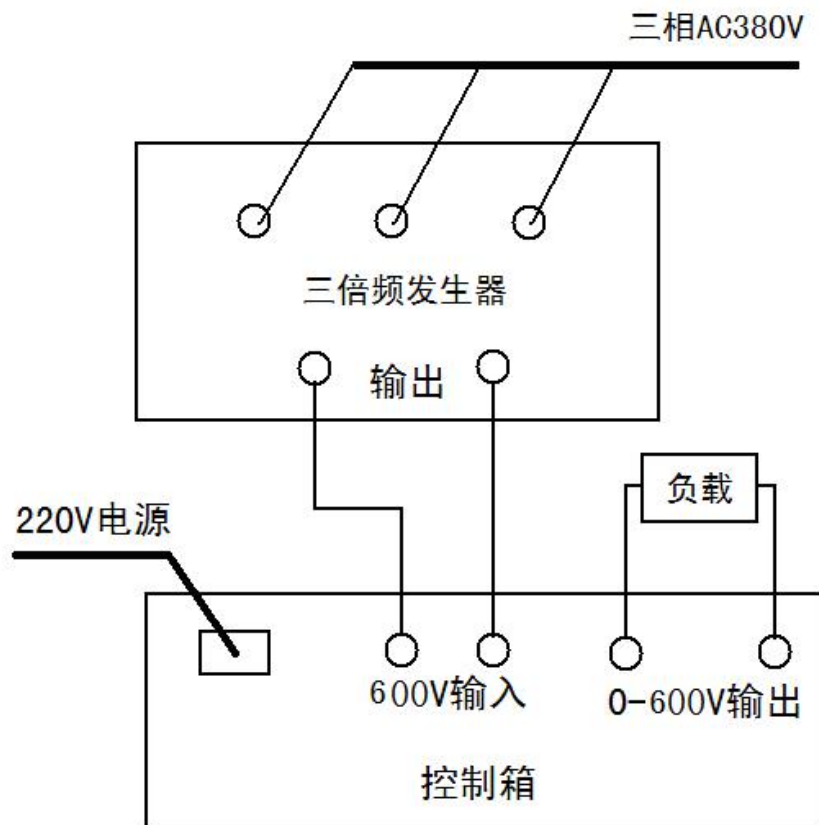 三相AC380V
三倍频发生器
输出
负载
220V电源
600V输入
0-600V输出
控制箱